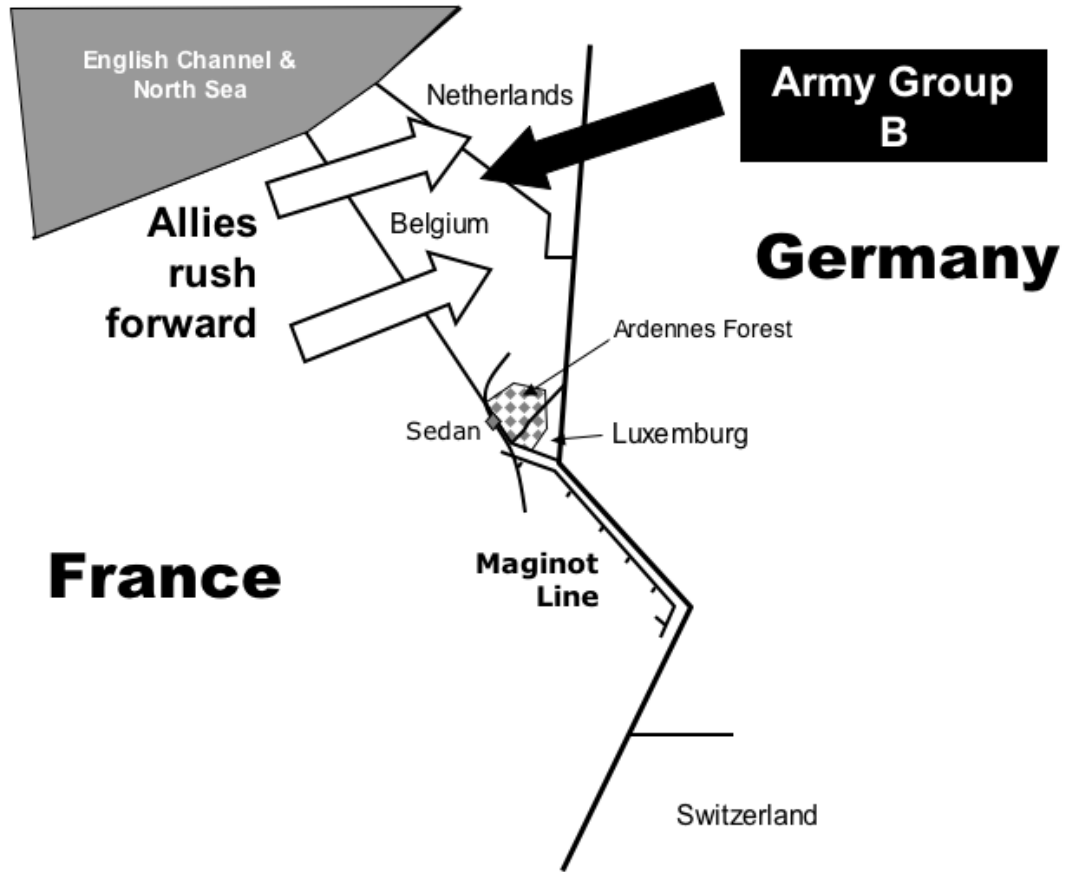 English Channel &
North Sea
Netherlands
Army Group
B
Allies
rush
forward
Belgium
Germany
Ardennes Forest
Sedan
Luxemburg
France
Maginot
Line
Switzerland